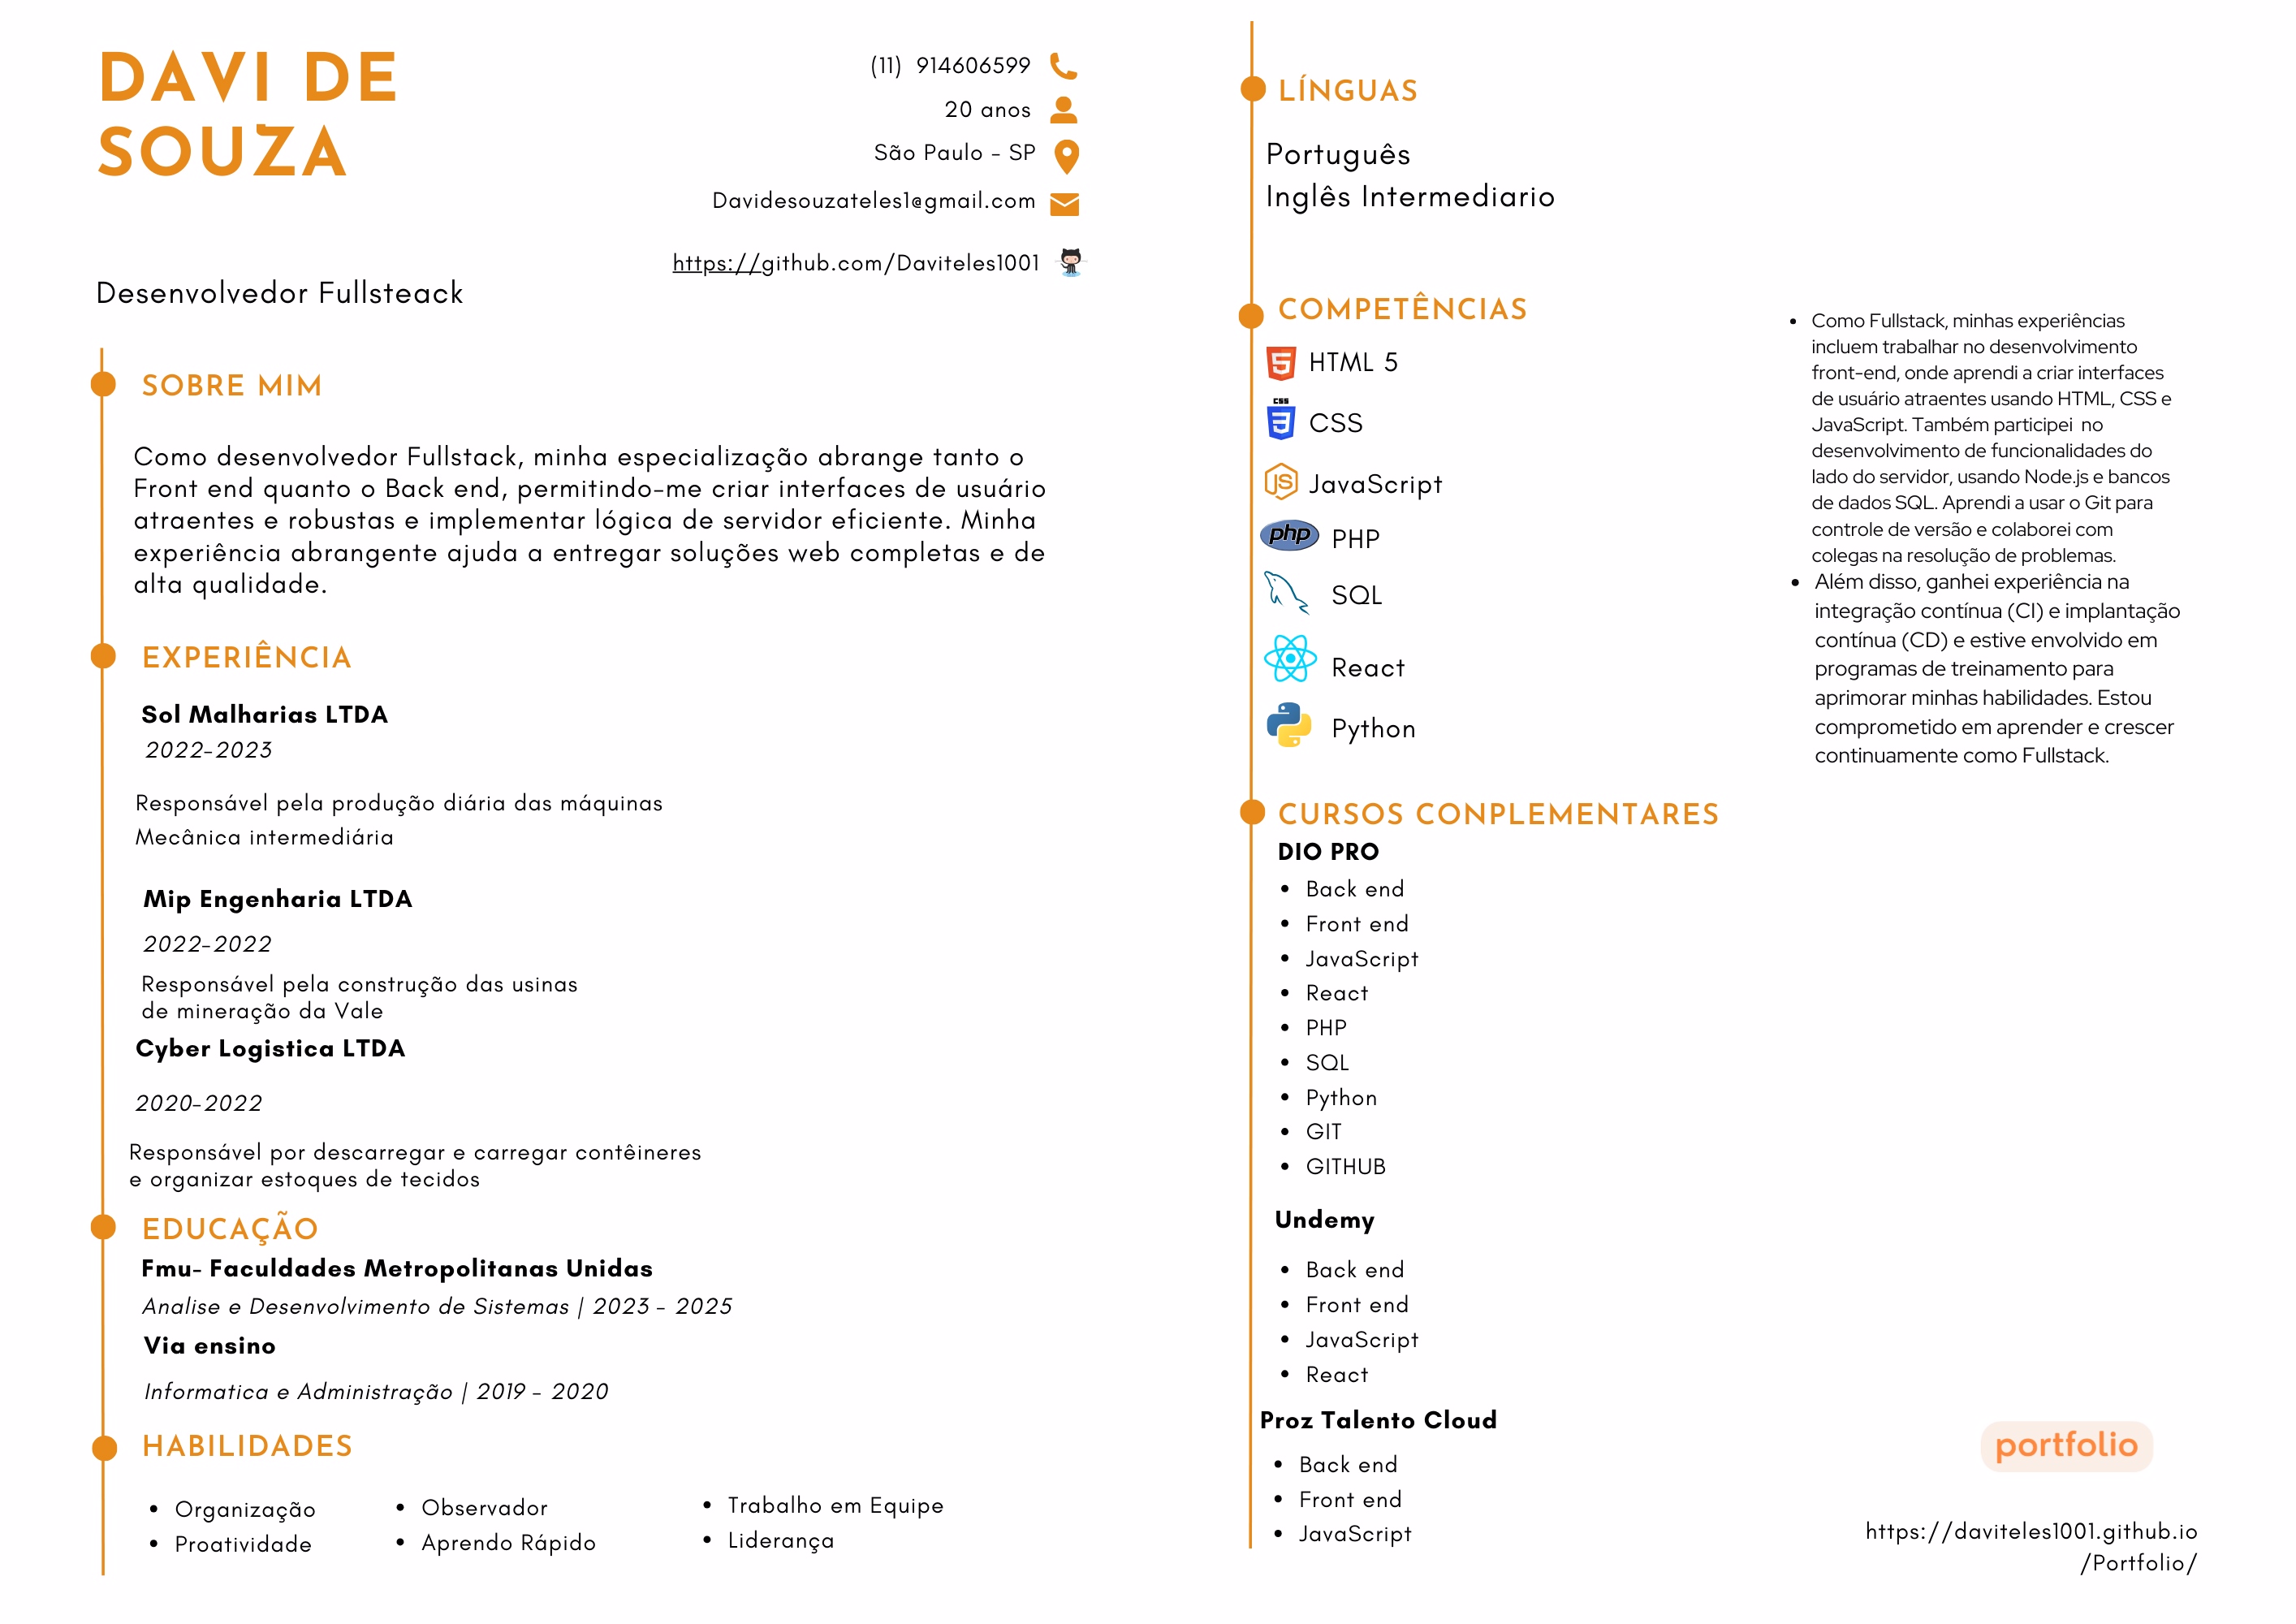 DAVI DE
SOUZA
Desenvolvedor Fullsteack
(11) 914606599
20 anos
São Paulo - SP
Davidesouzateles1@gmail.com
https://github.com/Daviteles1001
SOBRE MIM
Como desenvolvedor Fullstack, minha especialização abrange tanto o
Front end quanto o Back end, permitindo-me criar interfaces de usuário
atraentes e robustas e implementar lógica de servidor eficiente. Minha
experiência abrangente ajuda a entregar soluções web completas e de
alta qualidade.
EXPERIÊNCIA
Sol Malharias LTDA
2022-2023
Responsável pela produção diária das máquinas
Mecânica intermediária
Mip Engenharia LTDA
2022-2022
Responsável pela construção das usinas
de mineração da Vale
Cyber Logistica LTDA
2020-2022
Responsável por descarregar e carregar contêineres
e organizar estoques de tecidos
EDUCAÇÃO
Fmu- Faculdades Metropolitanas Unidas
Analise e Desenvolvimento de Sistemas | 2023 - 2025
Via ensino
Informatica e Administração | 2019 - 2020
HABILIDADES
Organização
Proatividade
Observador
Aprendo Rápido
Trabalho em Equipe
Liderança
LÍNGUAS
Português
Inglês Intermediario
COMPETÊNCIAS
HTML 5
CSS
CSS
JS
JavaScript
php
PHP
SQL
React
Python
Como Fullstack, minhas experiências
incluem trabalhar no desenvolvimento
front-end, onde aprendi a criar interfaces
de usuário atraentes usando HTML, CSS e
JavaScript. Também participei no
desenvolvimento de funcionalidades do
lado do servidor, usando Node.js e bancos
de dados SQL. Aprendi a usar o Git para
controle de versão e colaborei com
colegas na resolução de problemas.
Além disso, ganhei experiência na
integração contínua (CI) e implantação
contínua (CD) e estive envolvido em
programas de treinamento para
aprimorar minhas habilidades. Estou
comprometido em aprender e crescer
continuamente como Fullstack.
CURSOS CONPLEMENTARES
DIO PRO
Back end
Front end
JavaScript
React
PHP
SQL
Python
GIT
GITHUB
Undemy
Back end
Front end
JavaScript
React
Proz Talento Cloud
Back end
Front end
JavaScript
portfolio
https://daviteles1001.github.io
/Portfolio/